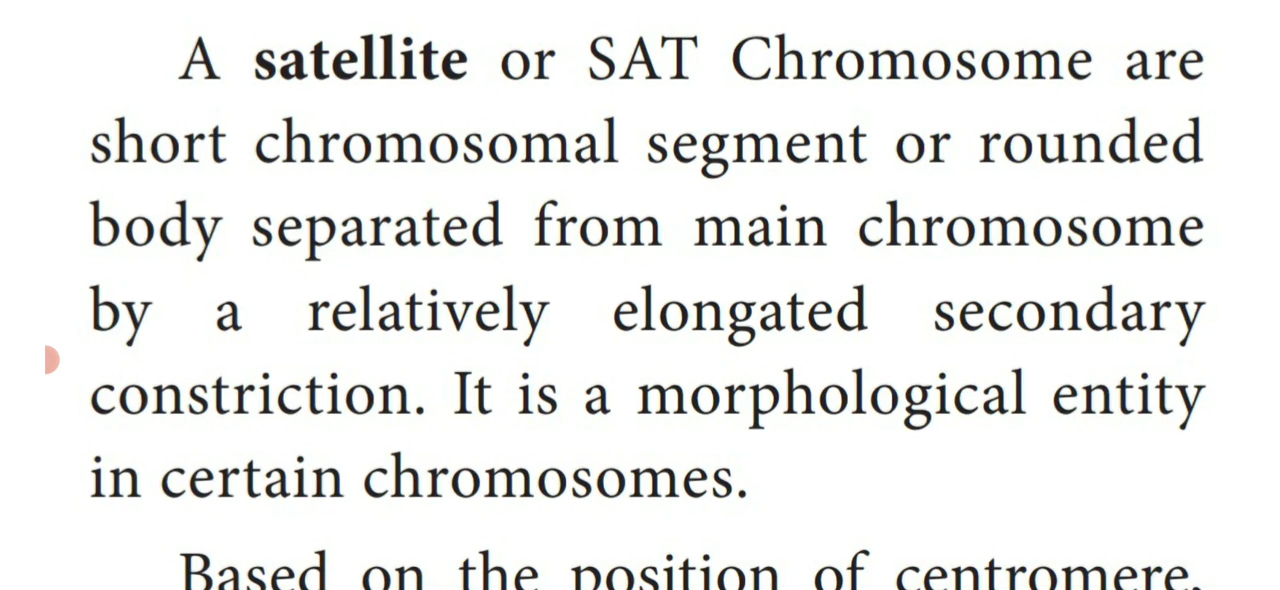 A satellite or SAT Chromosome are
short chromosomal segment or rounded
body separated from main chromosome
by a relatively elongated secondary
constriction. It is a morphological entity
in certain chromosomes.
Based on the position of centromere,